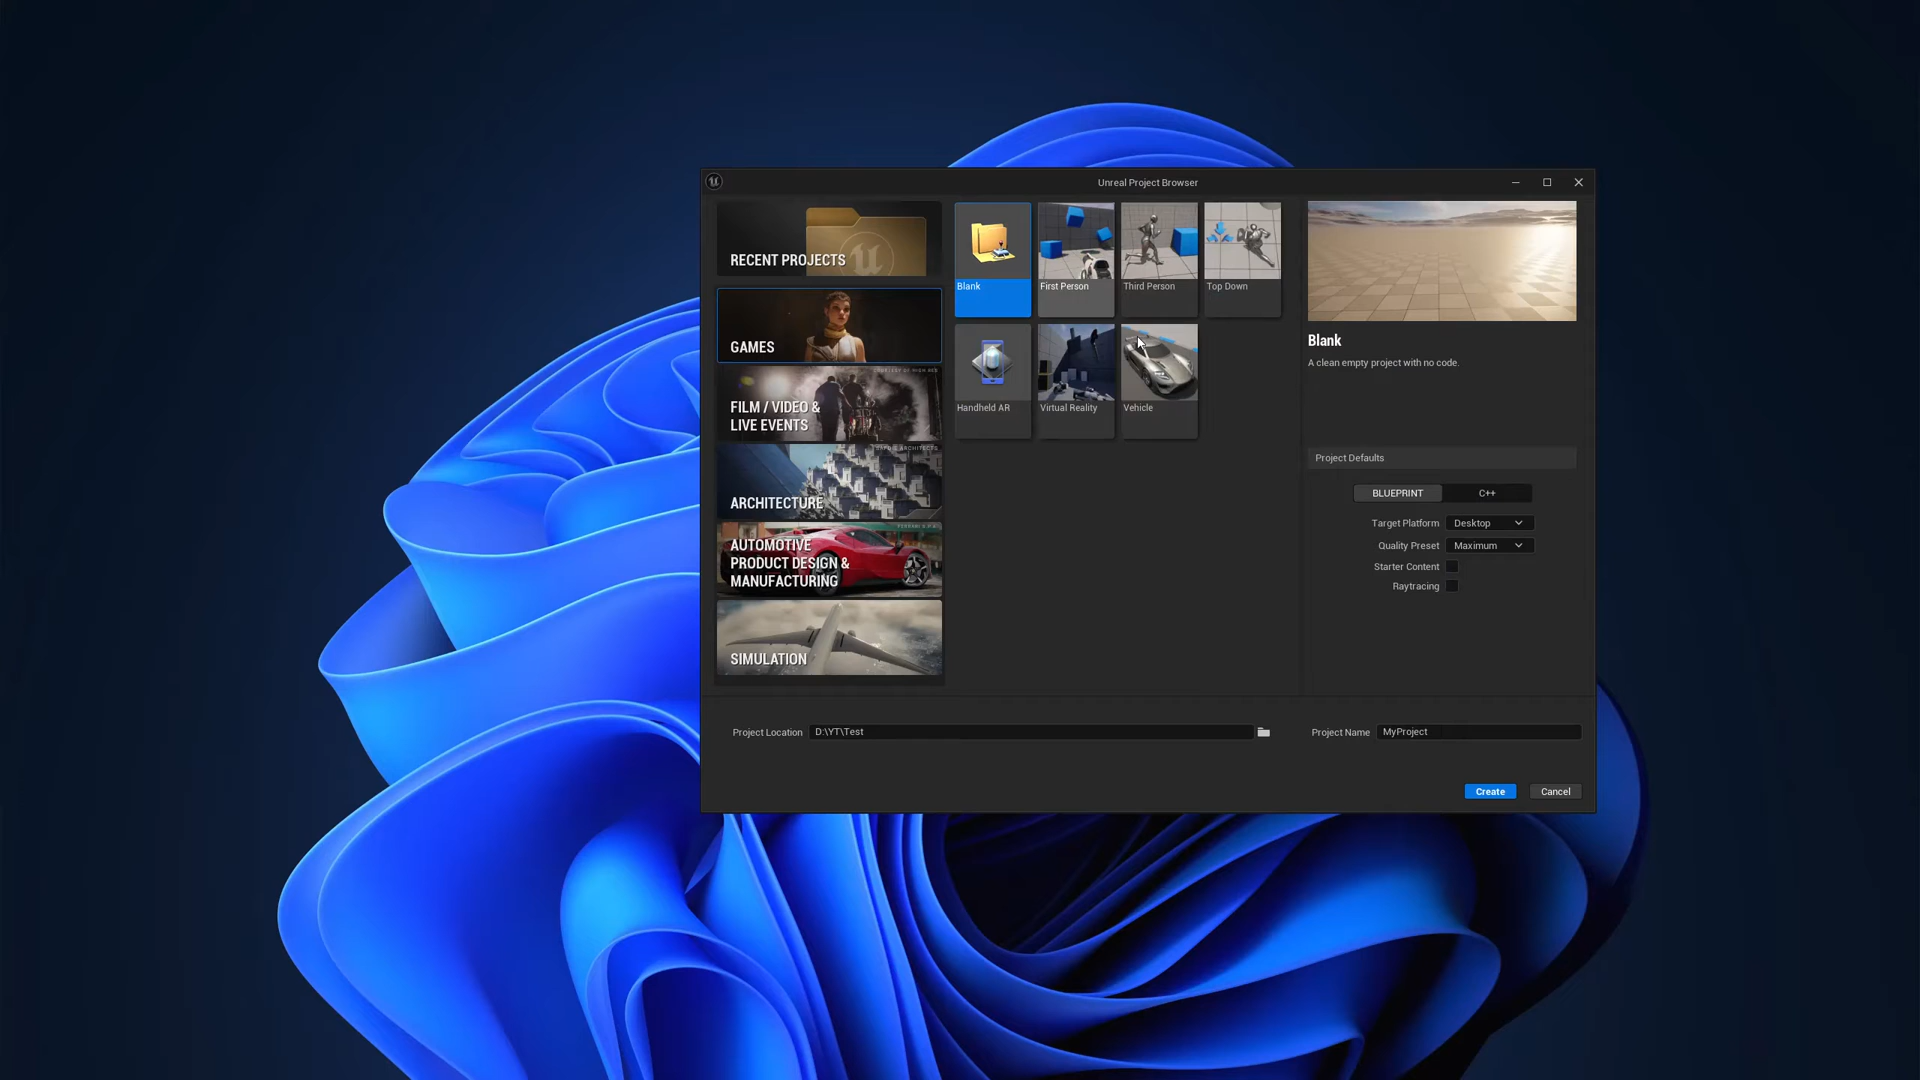 Unreal Project Browser
RECENT PROJECTS
GAMES
FILM / VIDEO &
LIVE EVENTS
ARCHITECTURE
AUTOMOTIVE
PRODUCT DESIGN &
MANUFACTURING
SIMULATION
Blank
First Person
Third Person
Top Down
Handheld AR
Virtual Reality
Vehicle
Blank
A clean empty project with no code.
Project Defaults
BLUEPRINT
C++
Target Platform
Desktop
Quality Preset
Maximum
Starter Content
Raytracing
Project Location
D:\YT\Test
Project Name
MyProject
Create
Cancel